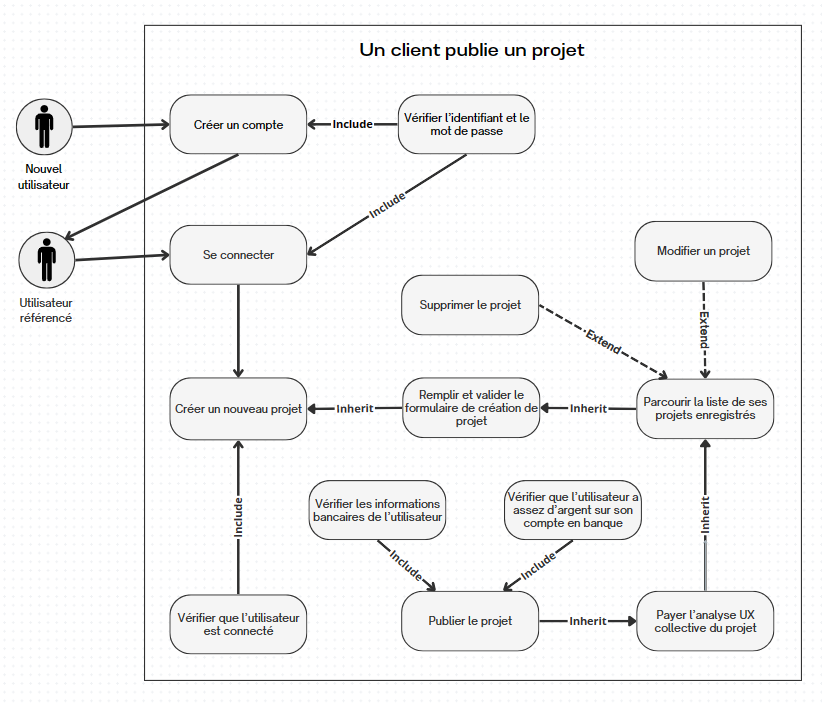 Un client publie un projet
Nouvel
utilisateur
Créer un compte
Include
Vérifier l'identifiant et le
mot de passe
Include
Utilisateur
référencé
Se connecter
Modifier un projet
Supprimer le projet
Extend
Extend
Créer un nouveau projet
Inherit
Remplir et valider le
formulaire de création de
projet
Inherit
Parcourir la liste de ses
projets enregistrés
Include
Vérifier les informations
bancaires de l'utilisateur
Vérifier que l'utilisateur a
assez d'argent sur son
compte en banque
Inherit
Include
Include
Vérifier que l'utilisateur
est connecté
Publier le projet
Inherit
Payer l'analyse UX
collective du projet